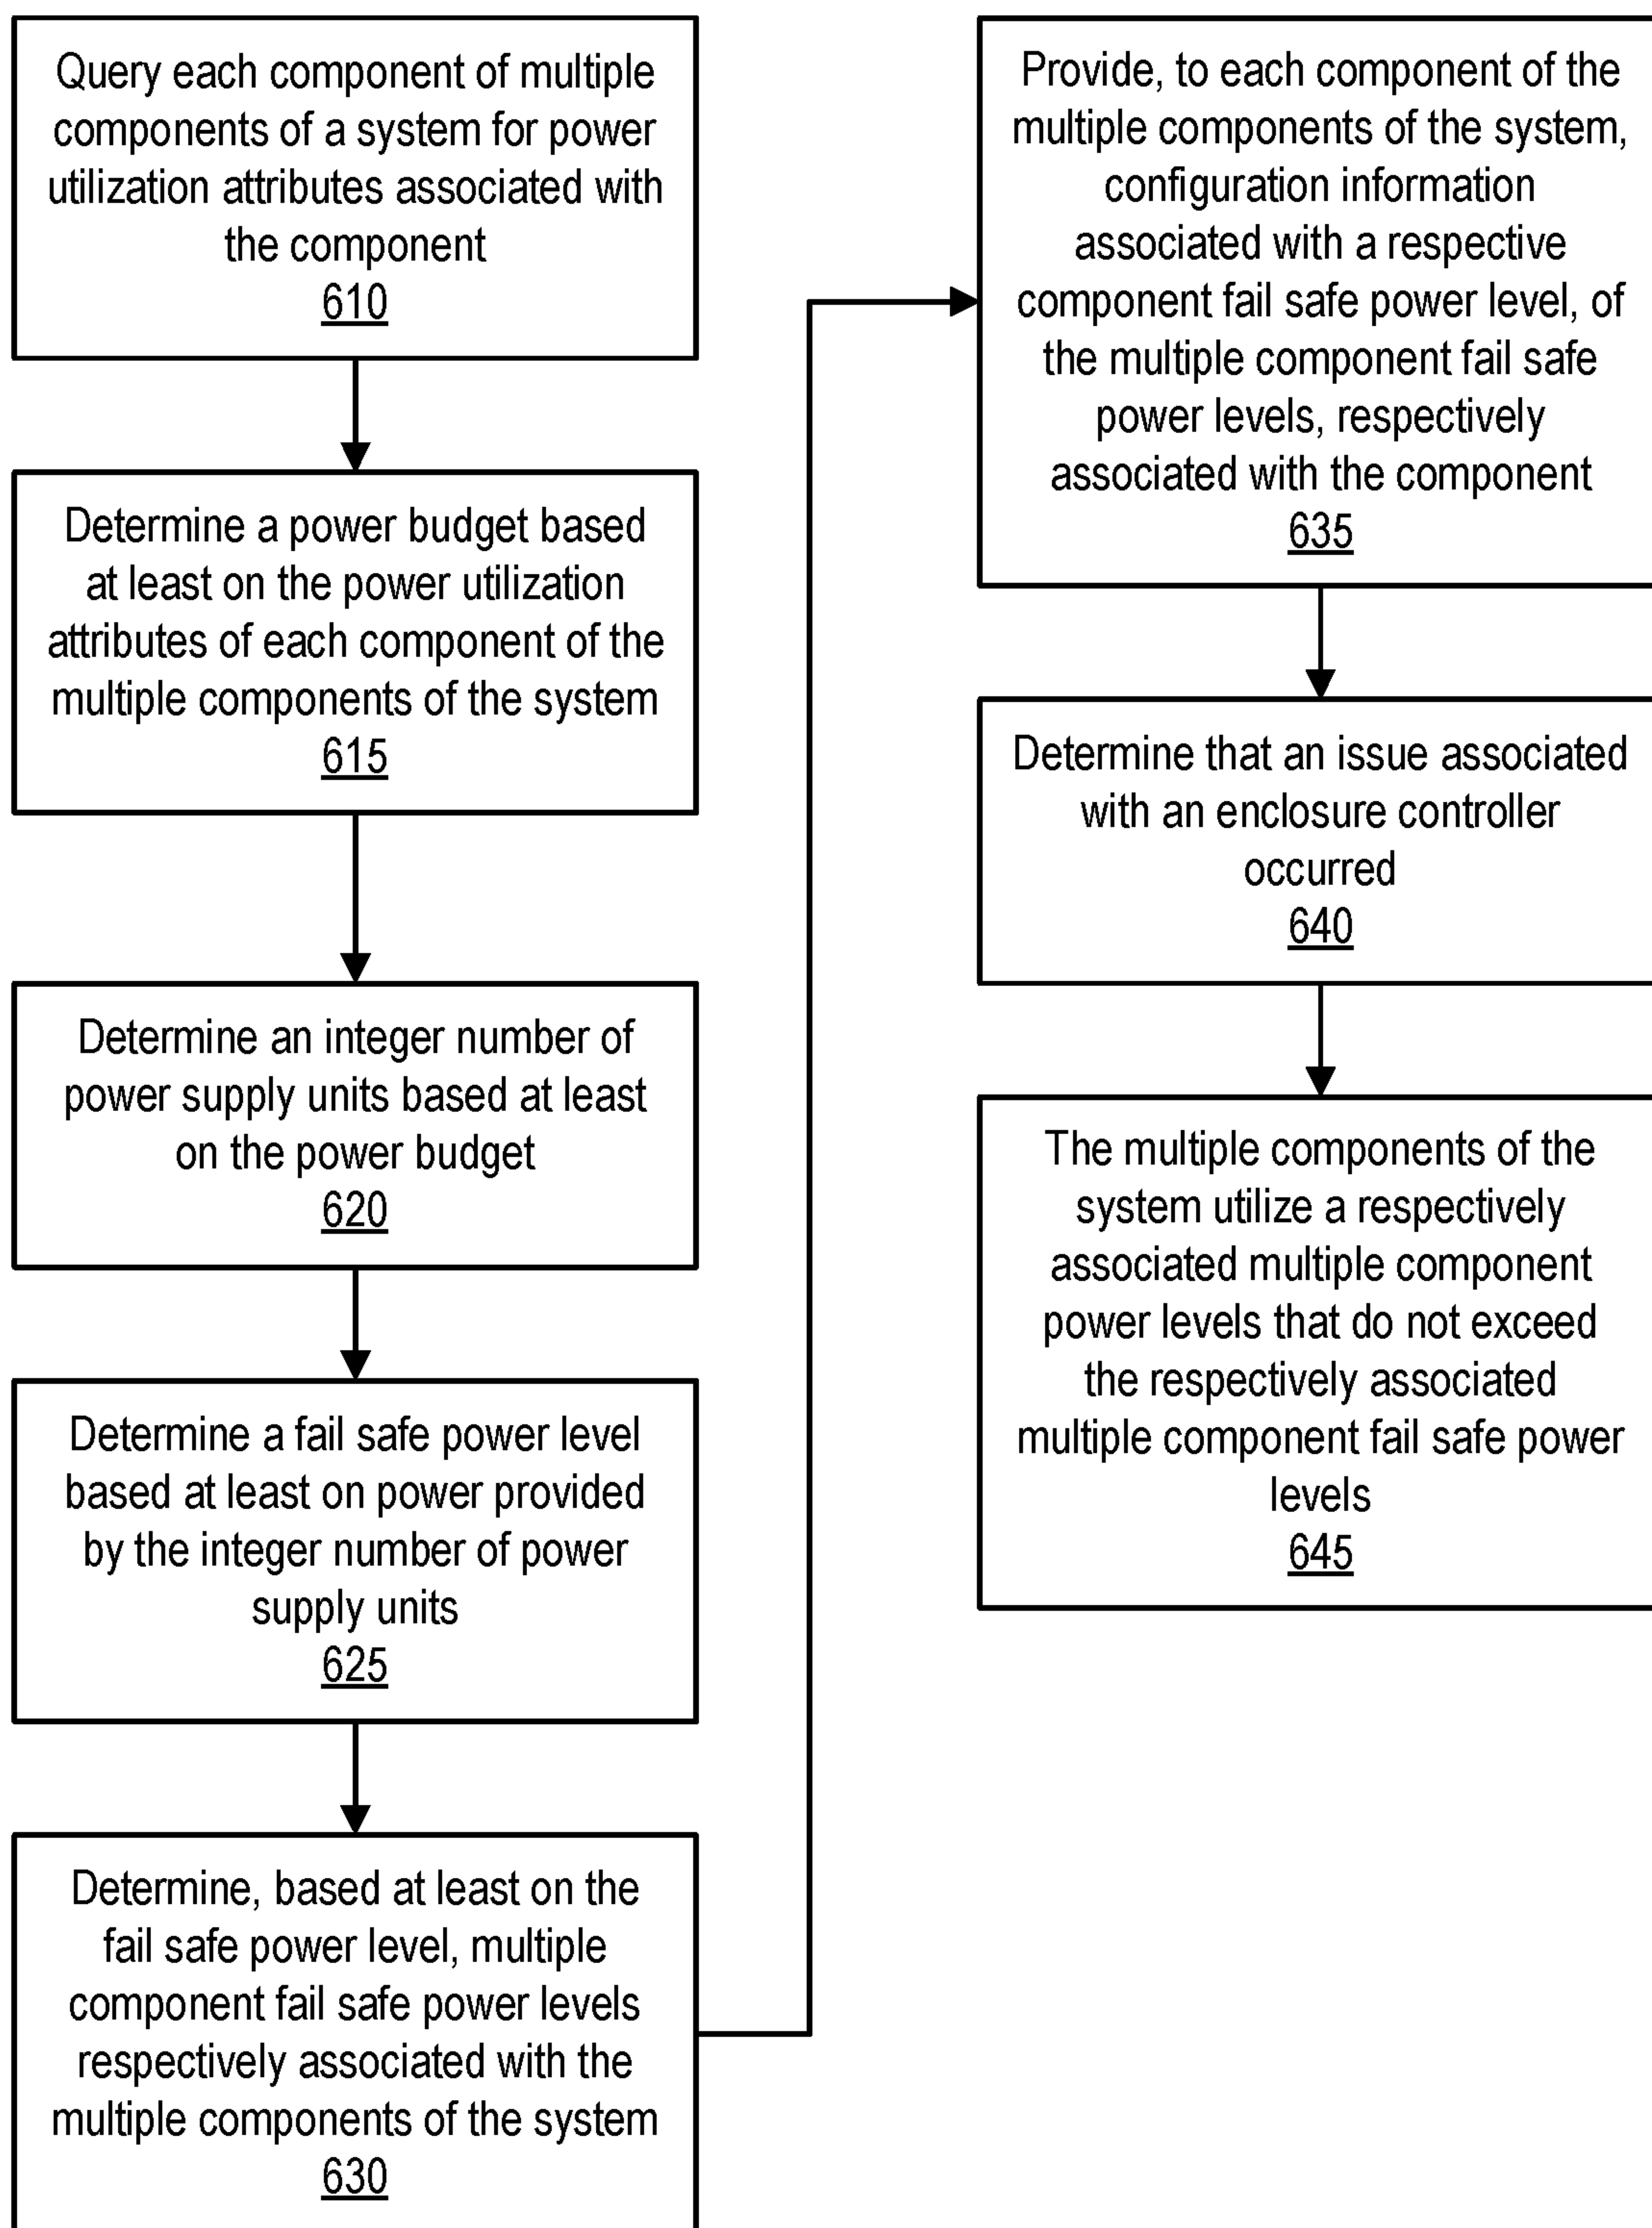 Query each component of multiple
components of a system for power
utilization attributes associated with
the component
610
Determine a power budget based
at least on the power utilization
attributes of each component of the
multiple components of the system
615
Determine an integer number of
power supply units based at least
on the power budget
620
Determine a fail safe power level
based at least on power provided
by the integer number of power
supply units
625
Determine, based at least on the
fail safe power level, multiple
component fail safe power levels
respectively associated with the
multiple components of the system
630
Provide, to each component of the
multiple components of the system,
configuration information
associated with a respective
component fail safe power level, of
the multiple component fail safe
power levels, respectively
associated with the component
635
Determine that an issue associated
with an enclosure controller
occurred
640
The multiple components of the
system utilize a respectively
associated multiple component
power levels that do not exceed
the respectively associated
multiple component fail safe power
levels
645